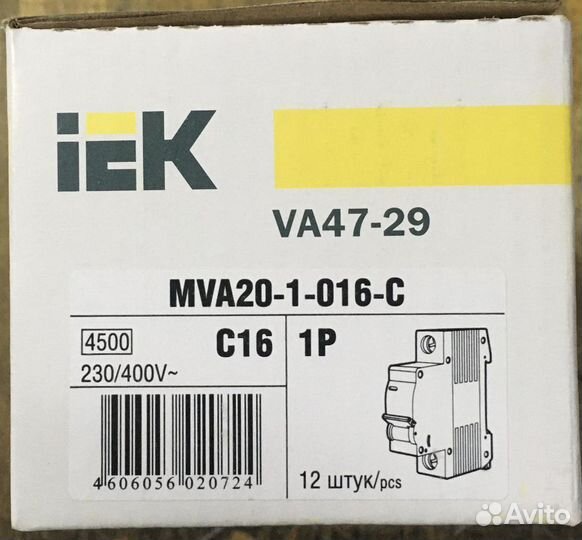 iEK
VA47-29
MVA20-1-016-C
4500 C16 1P
230/400V~
4 606056 020724
12 штук/pcs
Avito